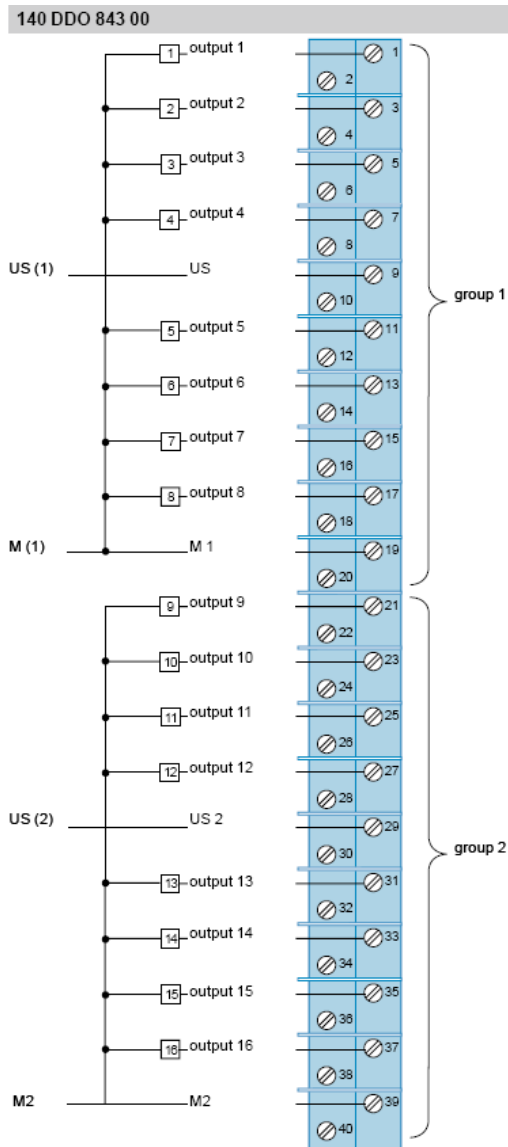 140 DDO 843 00
1 output 1 1
2
2 output 2 3
4
3 output 3 5
6
4 output 4 7
8
US (1) US 9
10 group 1
5 output 5 11
12
6 output 6 13
14
7 output 7 15
16
8 output 8 17
18
M (1) M 1 19
20
9 output 9 21
22
10 output 10 23
24
11 output 11 25
26
12 output 12 27
28
US (2) US 2 29
30 group 2
13 output 13 31
32
14 output 14 33
34
15 output 15 35
36
16 output 16 37
38
M2 M2 39
40